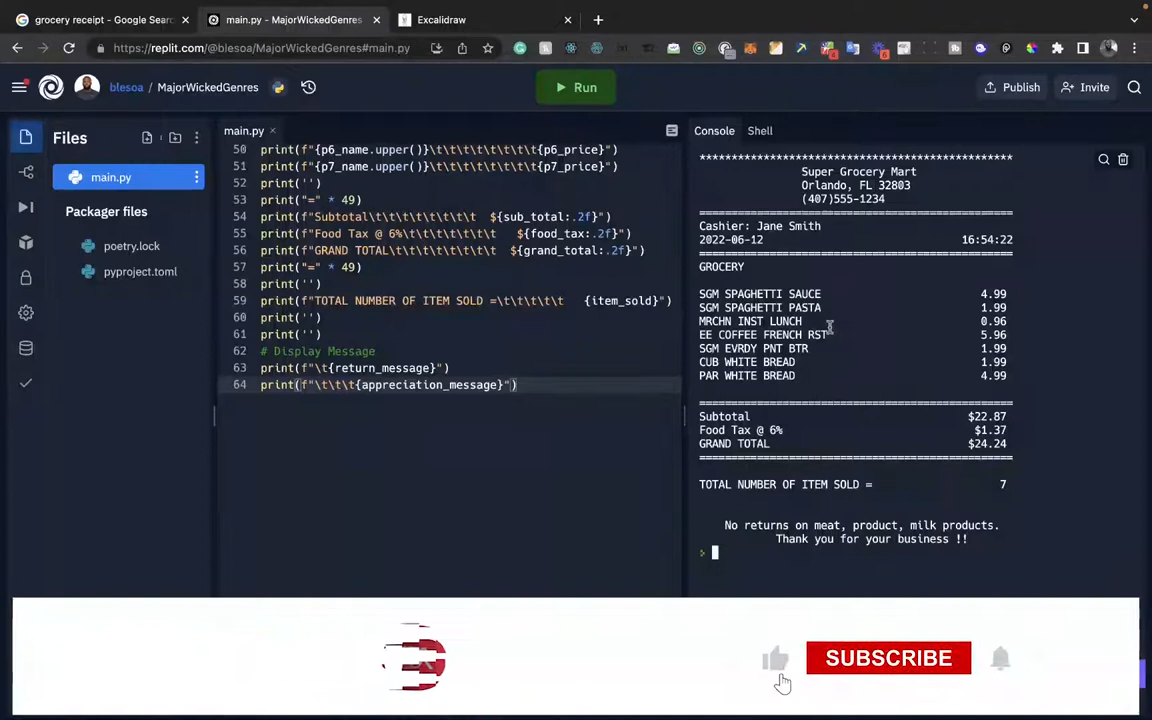 grocery receipt - Google Sear
main.py - MajorWickedGenres
Excalidraw
https://replit.com/@blesoa/MajorWickedGenres#main.py
blesoa / MajorWickedGenres
Run
Publish
Invite
Files
main.py
Packager files
poetry.lock
pyproject.toml
main.py
50 print(f"{p6_name.upper()}\t\t\t\t\t\t\t\t{p6_price}")
51 print(f"{p7_name.upper()}\t\t\t\t\t\t\t\t{p7_price}")
52 print('')
53 print("=" * 49)
54 print(f"Subtotal\t\t\t\t\t\t\t\t  ${sub_total:.2f}")
55 print(f"Food Tax @ 6%\t\t\t\t\t\t\t   ${food_tax:.2f}")
56 print(f"GRAND TOTAL\t\t\t\t\t\t\t\t  ${grand_total:.2f}")
57 print("=" * 49)
58 print('')
59 print(f"TOTAL NUMBER OF ITEM SOLD =\t\t\t\t\t   {item_sold}")
60 print('')
61 print('')
62 # Display Message
63 print(f"\t{return_message}")
64 print(f"\t\t\t{appreciation_message}")
Console Shell
*************************************************
Super Grocery Mart
Orlando, FL 32803
(407)555-1234
=================================================
Cashier: Jane Smith
2022-06-12 16:54:22
=================================================
GROCERY
SGM SPAGHETTI SAUCE 4.99
SGM SPAGHETTI PASTA 1.99
MRCHN INST LUNCH 0.96
EE COFFEE FRENCH RST 5.96
SGM EVRDY PNT BTR 1.99
CUB WHITE BREAD 1.99
PAR WHITE BREAD 4.99
=================================================
Subtotal $22.87
Food Tax @ 6% $1.37
GRAND TOTAL $24.24
=================================================
TOTAL NUMBER OF ITEM SOLD = 7
No returns on meat, product, milk products.
Thank you for your business !!
SUBSCRIBE